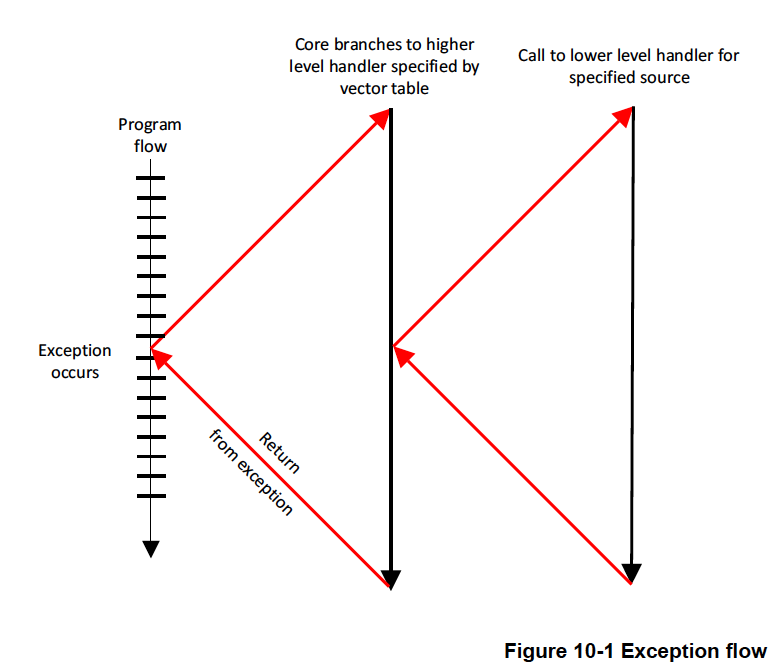 Core branches to higher
level handler specified by
vector table
Call to lower level handler for
specified source
Program
flow
Exception
occurs
Return
from exception
Figure 10-1 Exception flow